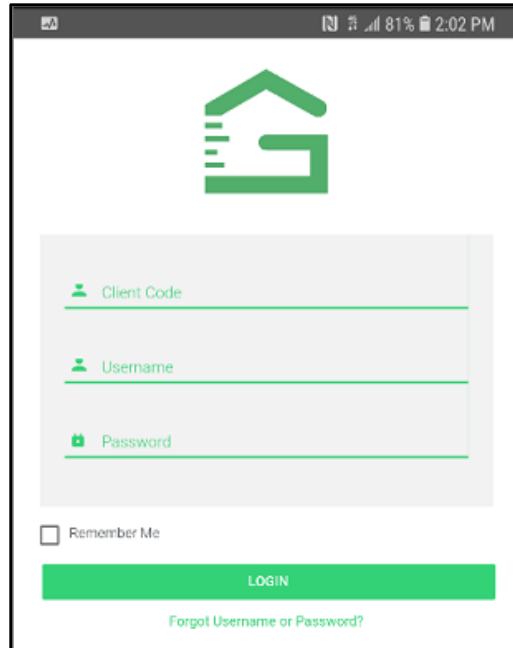 81% 2:02 PM
Client Code
Username
Password
Remember Me
LOGIN
Forgot Username or Password?